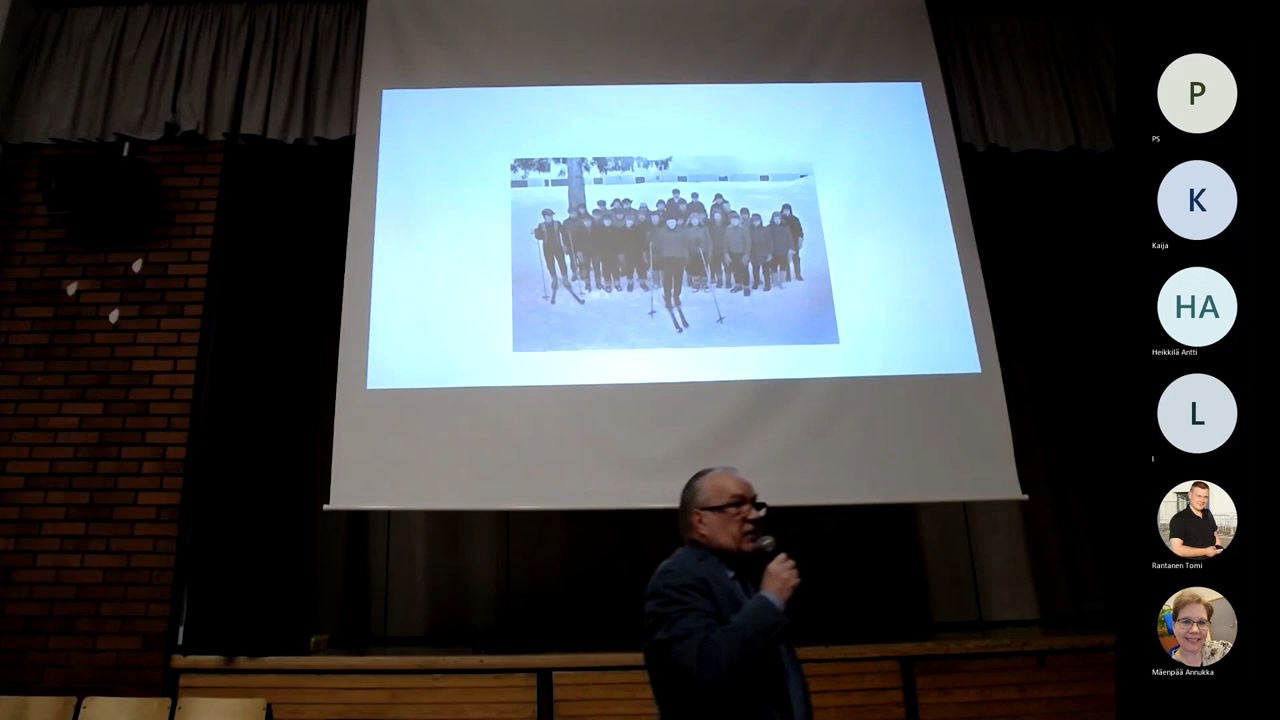 P
PS
K
Kaija
HA
Heikkilä Antti
L
l
Rantanen Tomi
Mäenpää Annukka